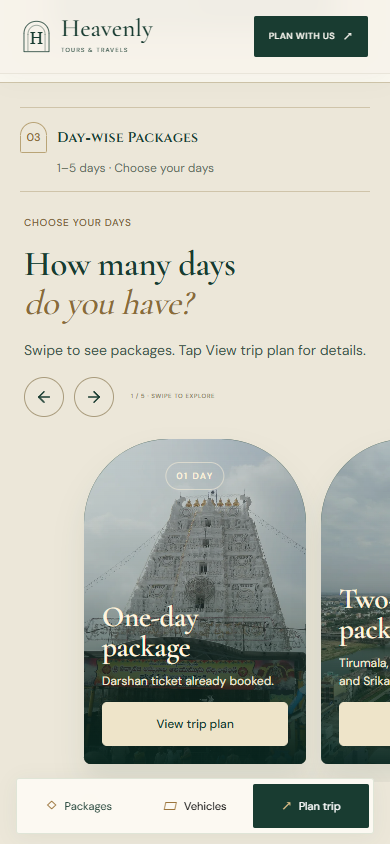 H
Heavenly
TOURS & TRAVELS
PLAN WITH US ↗
03
DAY-WISE PACKAGES
1–5 days · Choose your days
CHOOSE YOUR DAYS
How many days
do you have?
Swipe to see packages. Tap View trip plan for details.
← →
1 / 5 · SWIPE TO EXPLORE
01 DAY
One-day
package
Darshan ticket already booked.
View trip plan
Two-
pack
Tirumala,
and Srika
Packages
Vehicles
↗ Plan trip